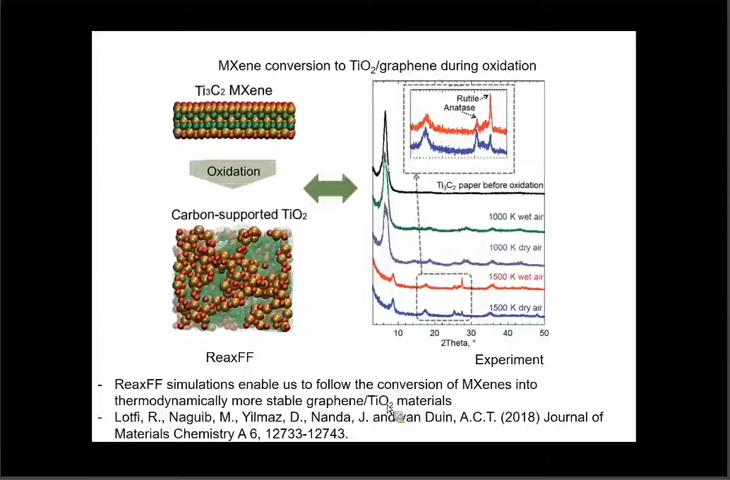 MXene conversion to TiO2/graphene during oxidation
Ti3C2 MXene
Oxidation
Carbon-supported TiO2
ReaxFF
Rutile
Anatase
Ti3C2 paper before oxidation
1000 K wet air
1000 K dry air
1500 K wet air
1500 K dry air
10 20 30 40 50
2Theta, °
Experiment
- ReaxFF simulations enable us to follow the conversion of MXenes into
thermodynamically more stable graphene/TiO2 materials
- Lotfi, R., Naguib, M., Yilmaz, D., Nanda, J. and van Duin, A.C.T. (2018) Journal of
Materials Chemistry A 6, 12733-12743.